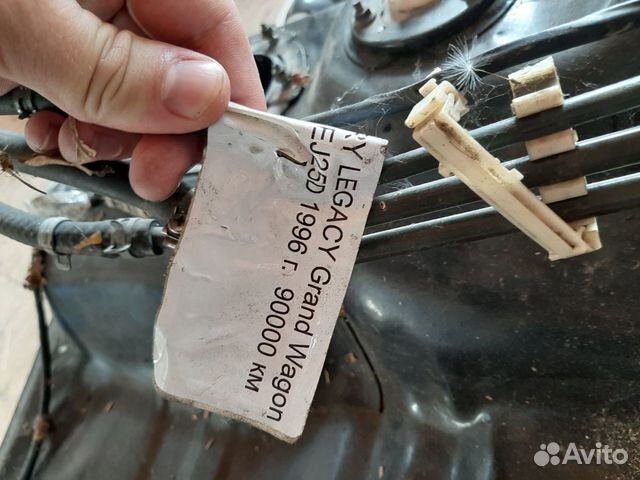 LEGACY Grand Wagon
EJ25D 1996 г. 90000 км
Avito